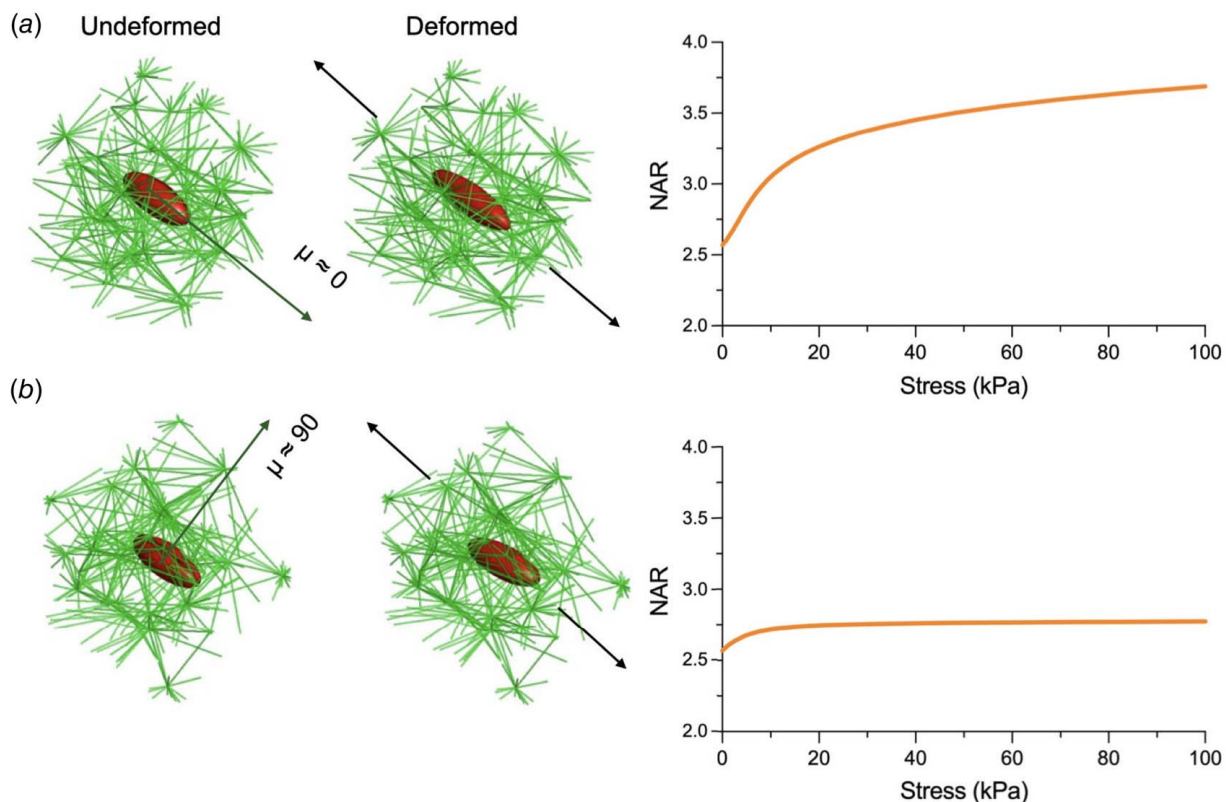 (a)
Undeformed
Deformed
μ ≈ 0
4.0
3.5
3.0
2.5
2.0
NAR
0 20 40 60 80 100
Stress (kPa)
(b)
μ ≈ 90
4.0
3.5
3.0
2.5
2.0
NAR
0 20 40 60 80 100
Stress (kPa)